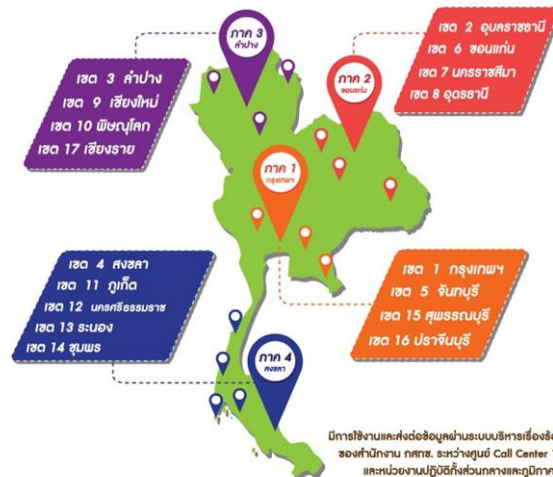 ภาค 3
ลำปาง
เขต 3 ลำปาง
เขต 9 เชียงใหม่
เขต 10 พิษณุโลก
เขต 17 เชียงราย
ภาค 2
ขอนแก่น
เขต 2 อุบลราชธานี
เขต 6 ขอนแก่น
เขต 7 นครราชสีมา
เขต 8 อุดรธานี
ภาค 1
กรุงเทพฯ
เขต 4 สงขลา
เขต 11 ภูเก็ต
เขต 12 นครศรีธรรมราช
เขต 13 ระนอง
เขต 14 ชุมพร
เขต 1 กรุงเทพฯ
เขต 5 จันทบุรี
เขต 15 สุพรรณบุรี
เขต 16 ปราจีนบุรี
ภาค 4
สงขลา
มีการใช้งานและส่งต่อข้อมูลผ่านระบบบริหารเรื่อง
ของสำนักงาน กสทช. ระหว่างศูนย์ Call Center
และหน่วยงานปฏิบัติทั้งส่วนกลางและภูมิภาค